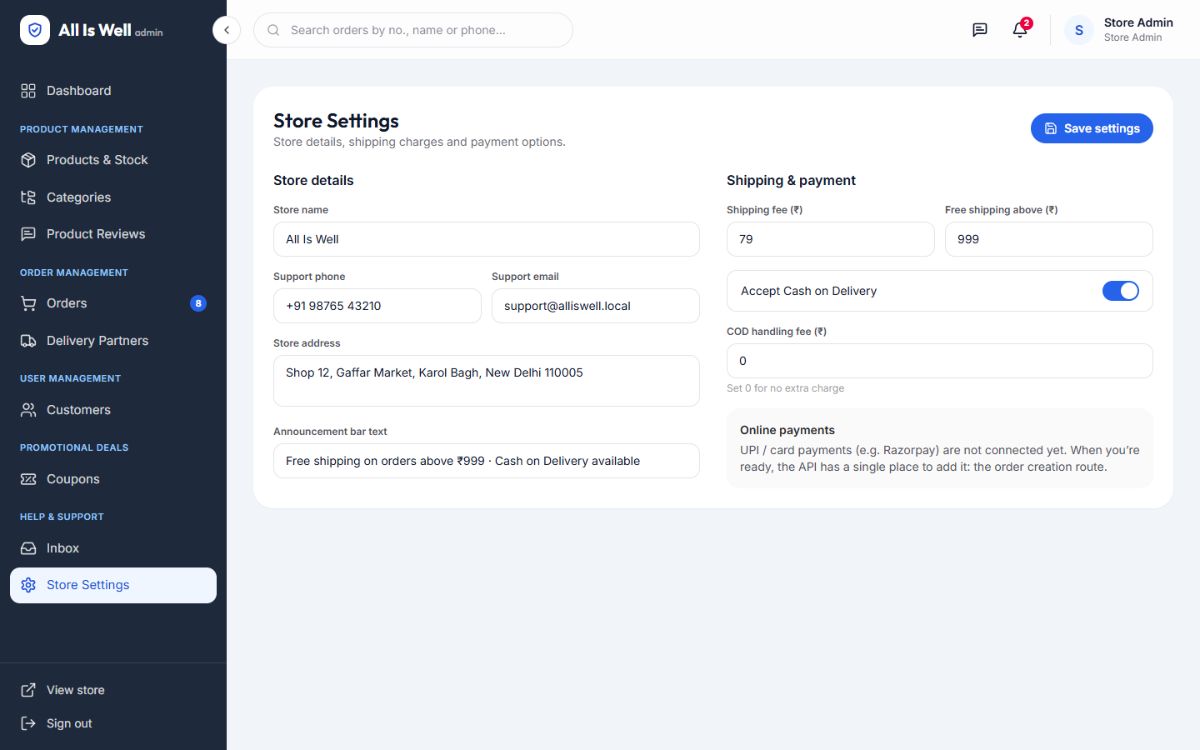 All Is Well admin
Dashboard
PRODUCT MANAGEMENT
Products & Stock
Categories
Product Reviews
ORDER MANAGEMENT
Orders 8
Delivery Partners
USER MANAGEMENT
Customers
PROMOTIONAL DEALS
Coupons
HELP & SUPPORT
Inbox
Store Settings
View store
Sign out
Search orders by no., name or phone...
2
S
Store Admin
Store Admin
Store Settings
Store details, shipping charges and payment options.
Save settings
Store details
Store name
All Is Well
Support phone Support email
+91 98765 43210 support@alliswell.local
Store address
Shop 12, Gaffar Market, Karol Bagh, New Delhi 110005
Announcement bar text
Free shipping on orders above ₹999 · Cash on Delivery available
Shipping & payment
Shipping fee (₹) Free shipping above (₹)
79 999
Accept Cash on Delivery
COD handling fee (₹)
0
Set 0 for no extra charge
Online payments
UPI / card payments (e.g. Razorpay) are not connected yet. When you're
ready, the API has a single place to add it: the order creation route.